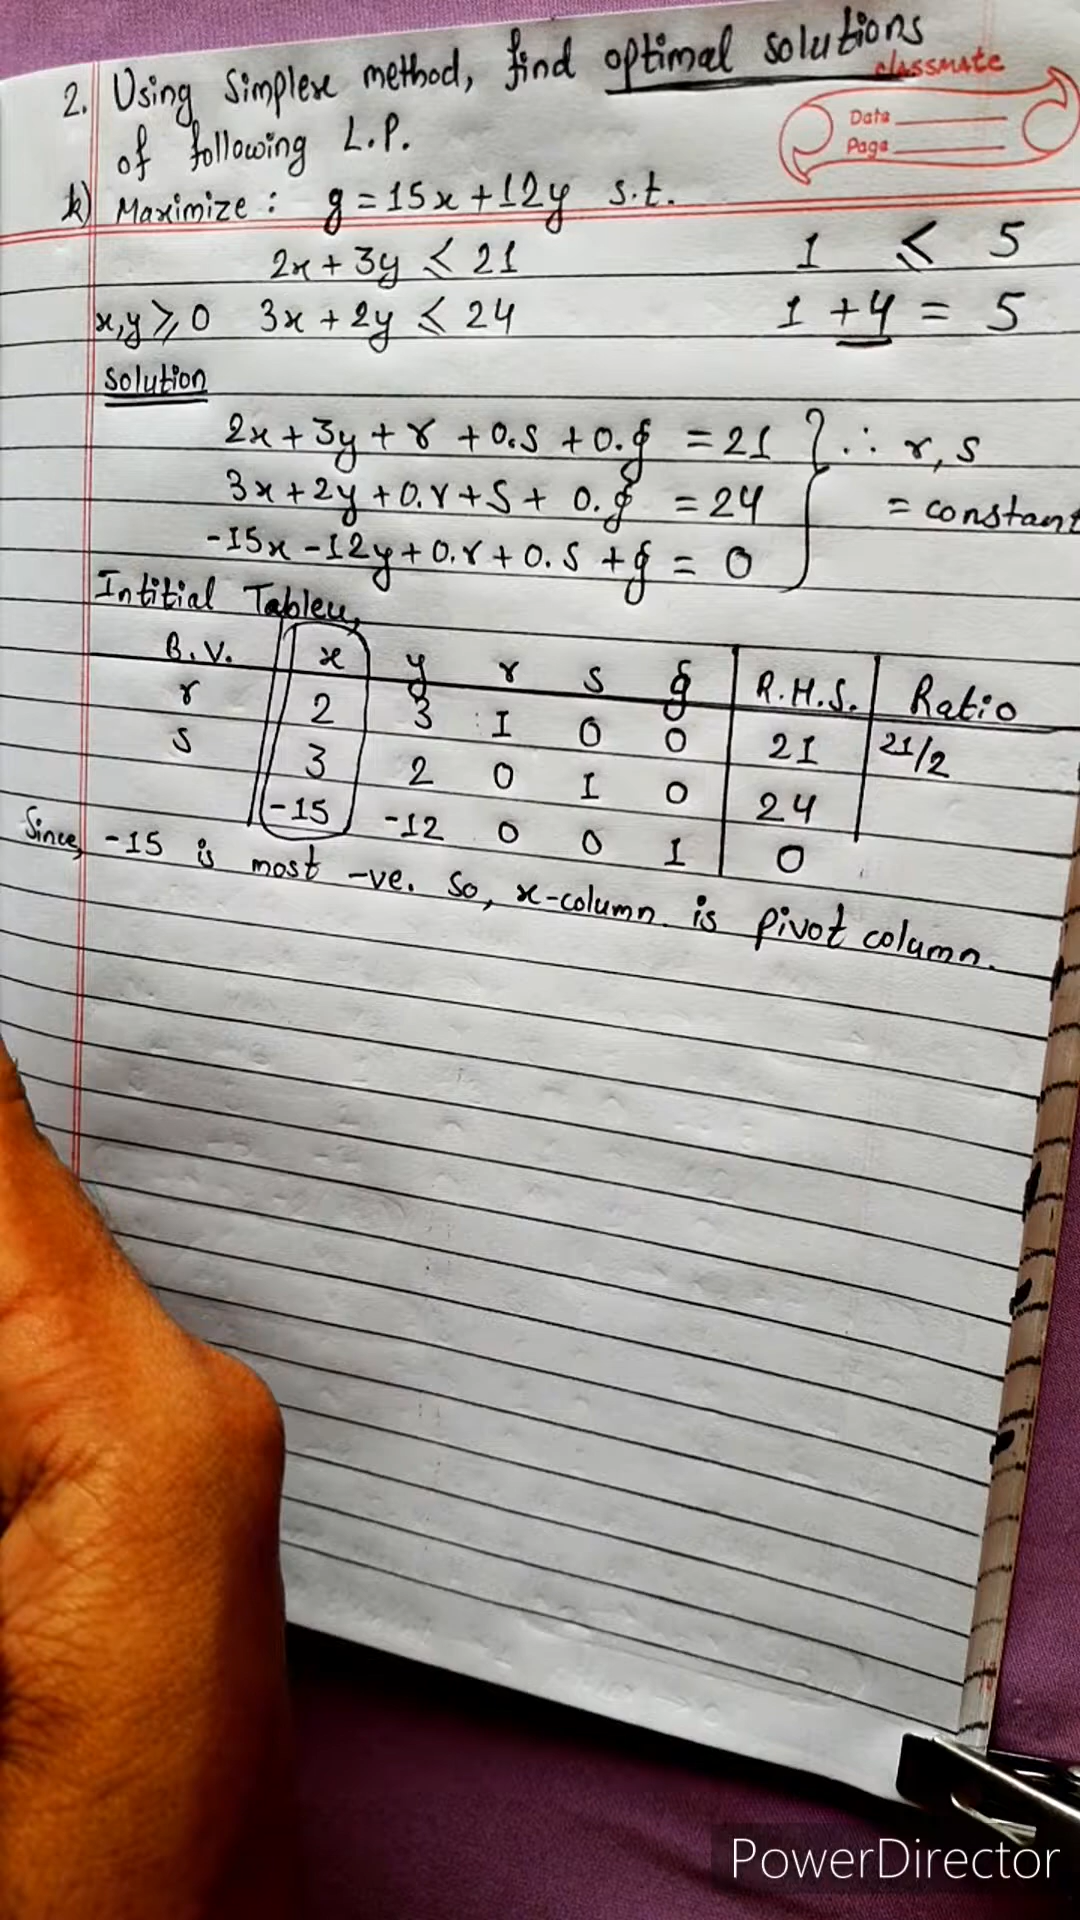 2. Using Simplex method, find optimal solutions
classmate
Date
Page
of following L.P.
k) Maximize : g = 15x + 12y s.t.
2x + 3y ⩽ 21 1 ⩽ 5
x,y ⩾ 0 3x + 2y ⩽ 24 1 + 4 = 5
Solution
2x + 3y + r + 0.s + 0.g = 21 } ∴ r, s
3x + 2y + 0.r + s + 0.g = 24 = constant
-15x - 12y + 0.r + 0.s + g = 0
Intitial Tableu,
B.V. x y r s g R.H.S. Ratio
r 2 3 1 0 0 21 21/2
s 3 2 0 1 0 24
-15 -12 0 0 1 0
Since, -15 is most -ve. So, x-column is pivot column.
PowerDirector